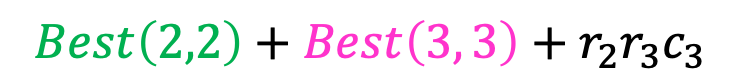 Best(2,2) + Best(3,3) + r₂r₃c₃